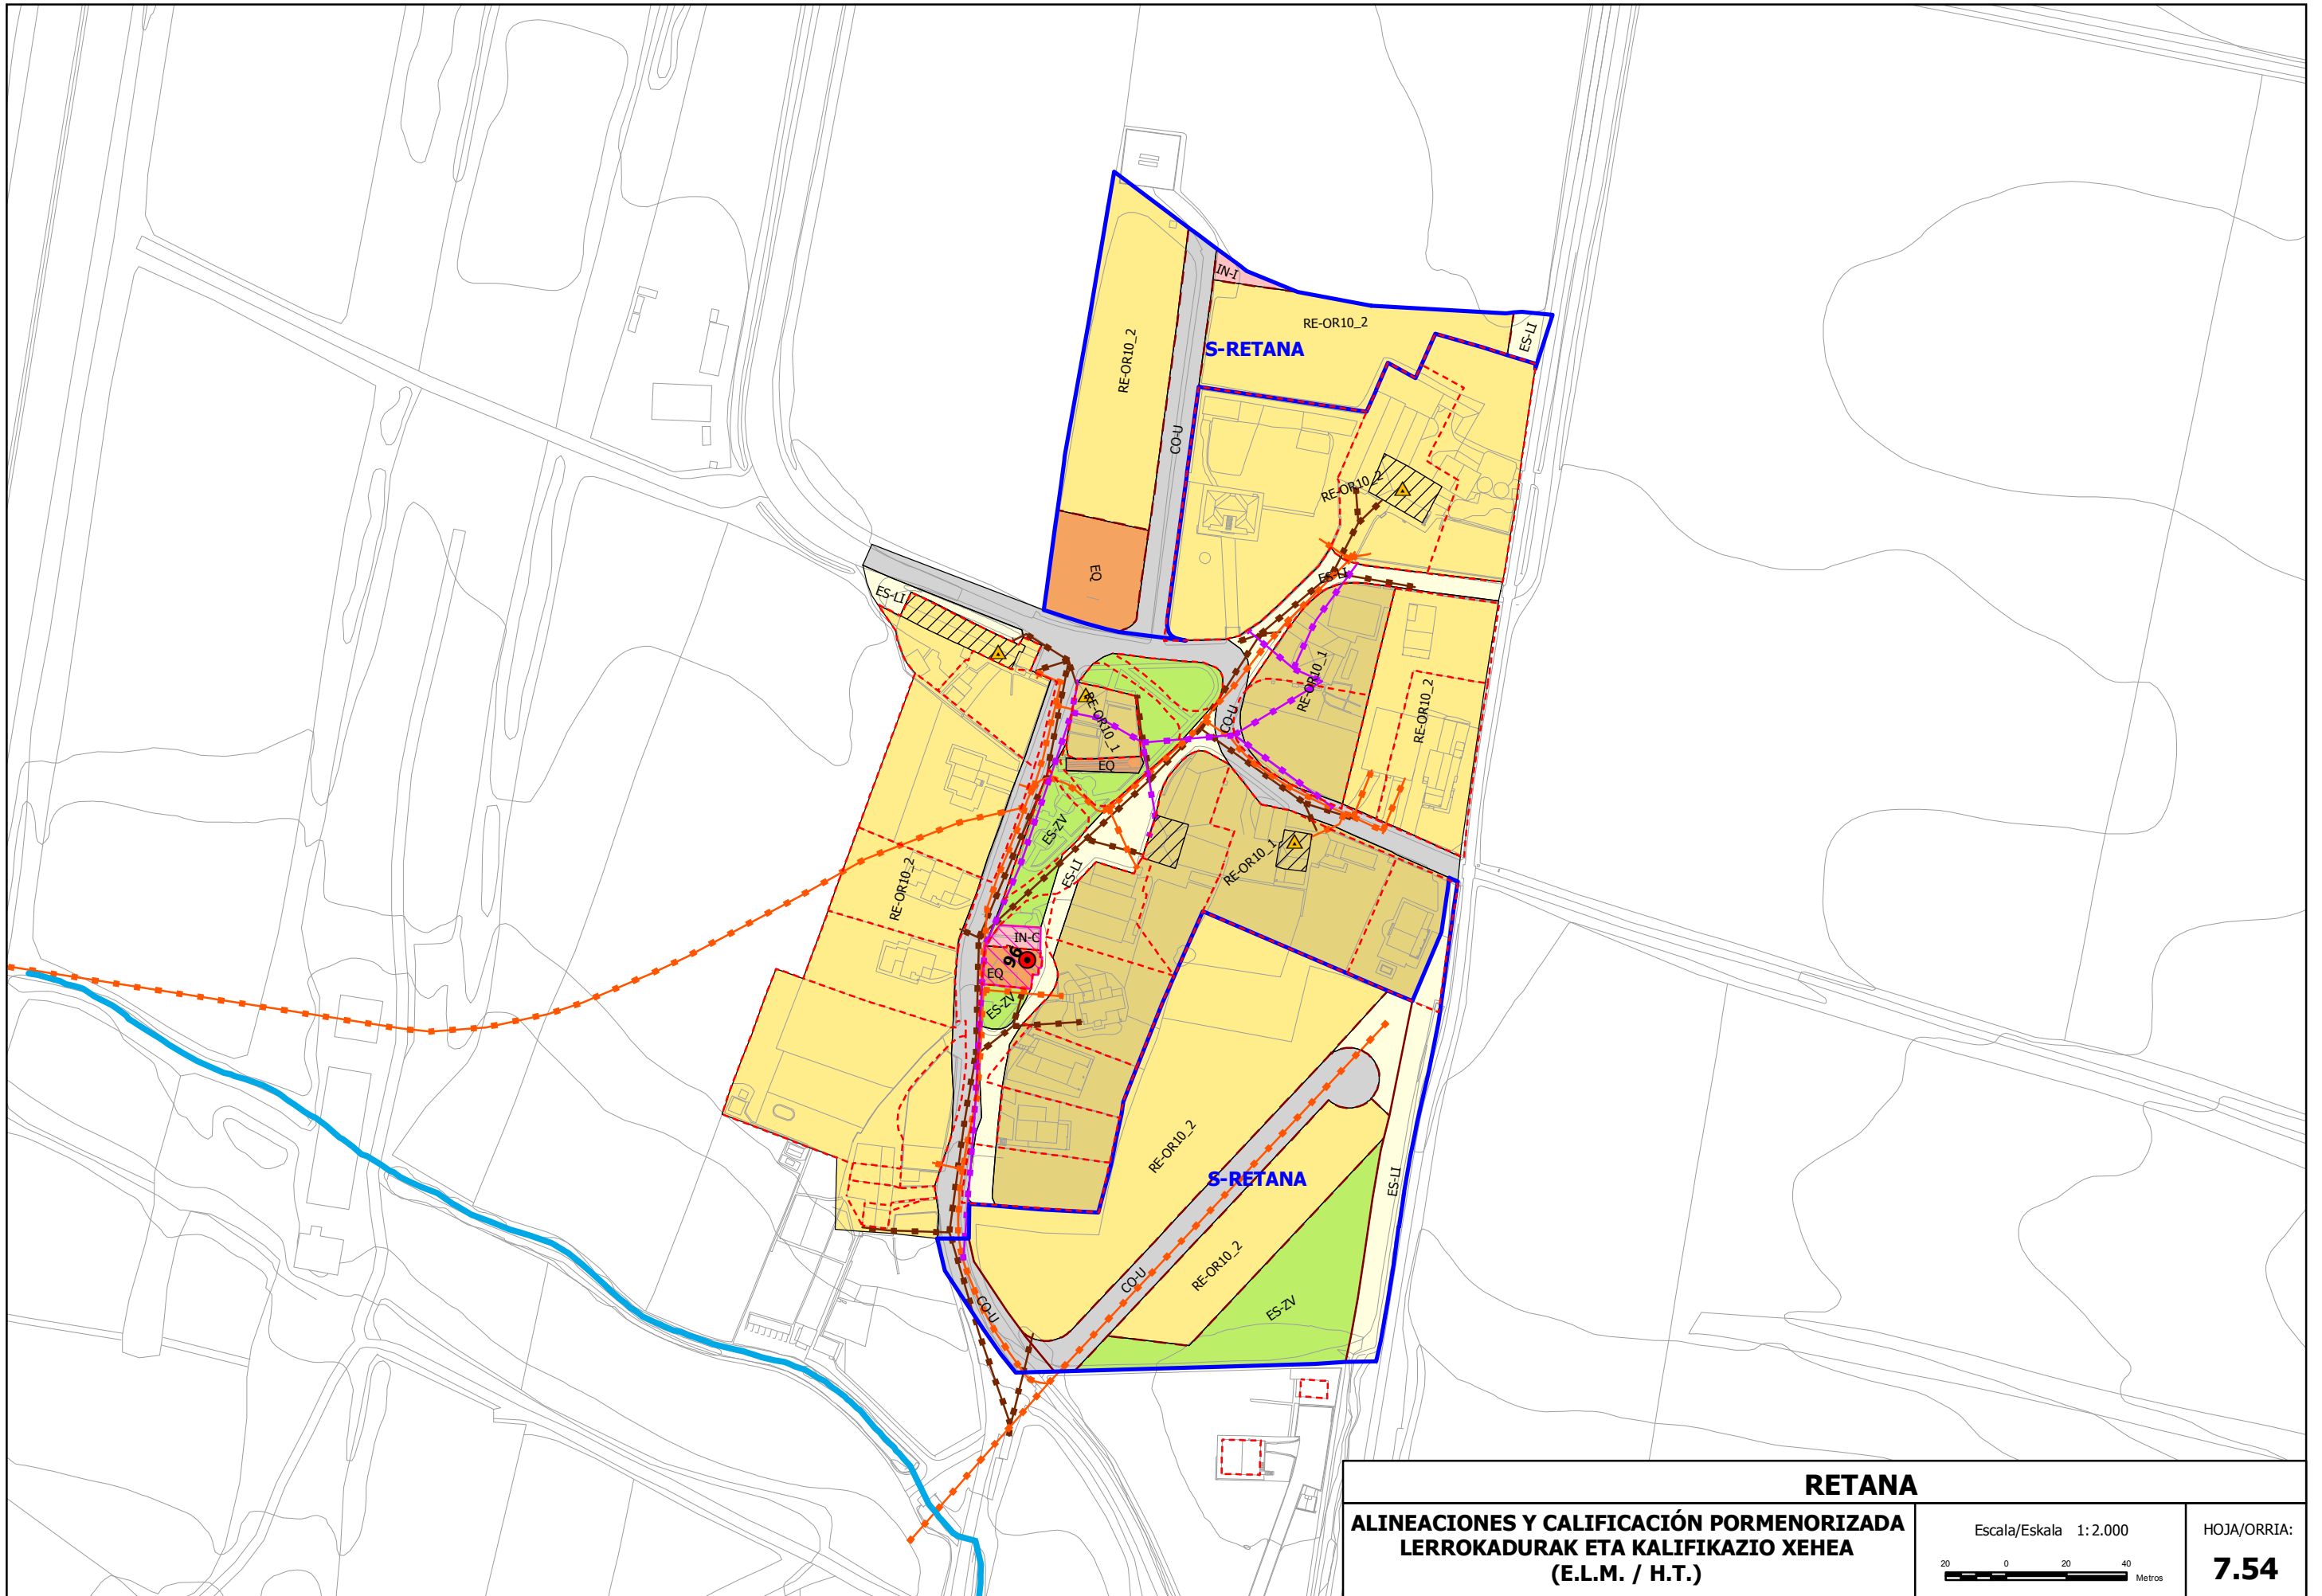 IN-I
RE-OR10_2
ES-LI
RE-OR10_2
S-RETANA
CO-U
RE-OR10_2
EQ
ES-LI
ES-LI
RE-OR10_1
RE-OR10_2
RE-OR10_1
CO-U
EQ
ES-ZV
ES-LI
RE-OR10_1
RE-OR10_2
IN-C
96
EQ
ES-ZV
RE-OR10_2
S-RETANA
ES-LI
CO-U
RE-OR10_2
CO-U
ES-ZV
RETANA
ALINEACIONES Y CALIFICACIÓN PORMENORIZADA
LERROKADURAK ETA KALIFIKAZIO XEHEA
(E.L.M. / H.T.)
Escala/Eskala 1:2.000
20 0 20 40
Metros
HOJA/ORRIA:
7.54